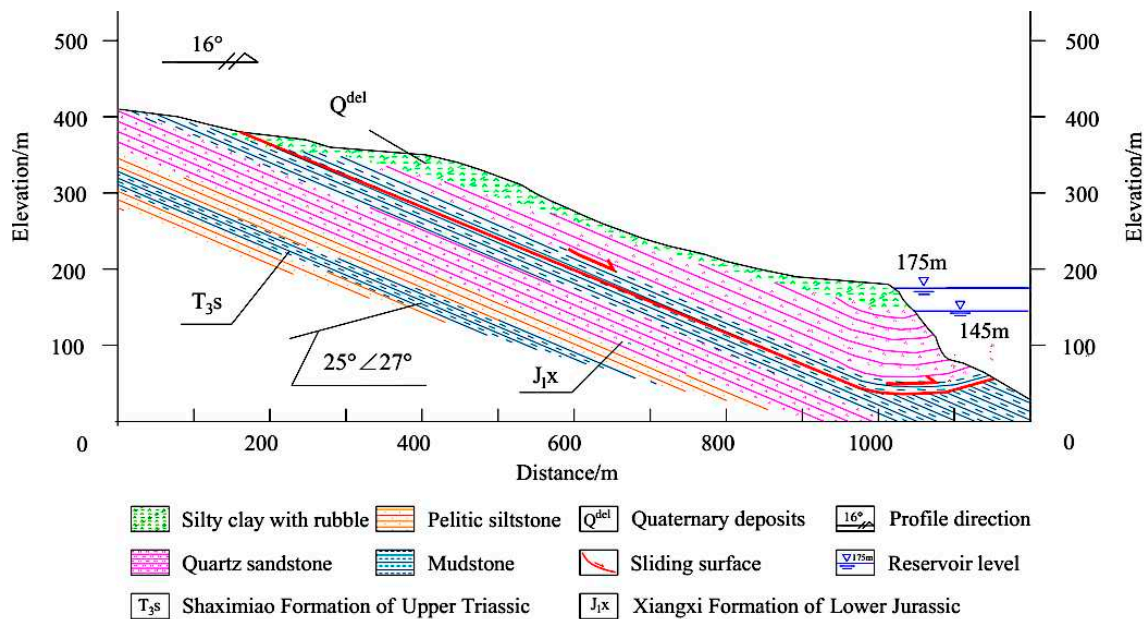 500
500
16°
Q^del
400
400
Elevation/m
Elevation/m
300
300
175m
200
200
T₃s
145m
100
100
25° ∠27°
J₁x
0
200
400
600
800
1000
0
Distance/m
Silty clay with rubble
Pelitic siltstone
Q^del Quaternary deposits
16° Profile direction
Quartz sandstone
Mudstone
Sliding surface
175m Reservoir level
T₃s Shaximiao Formation of Upper Triassic
J₁x Xiangxi Formation of Lower Jurassic